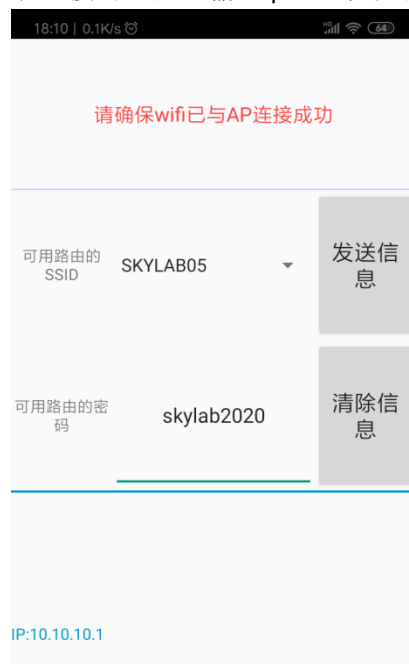 18:10 | 0.1K/s
64
请确保wifi已与AP连接成功
可用路由的
SSID
SKYLAB05
发送信
息
可用路由的密
码
skylab2020
清除信
息
IP:10.10.10.1